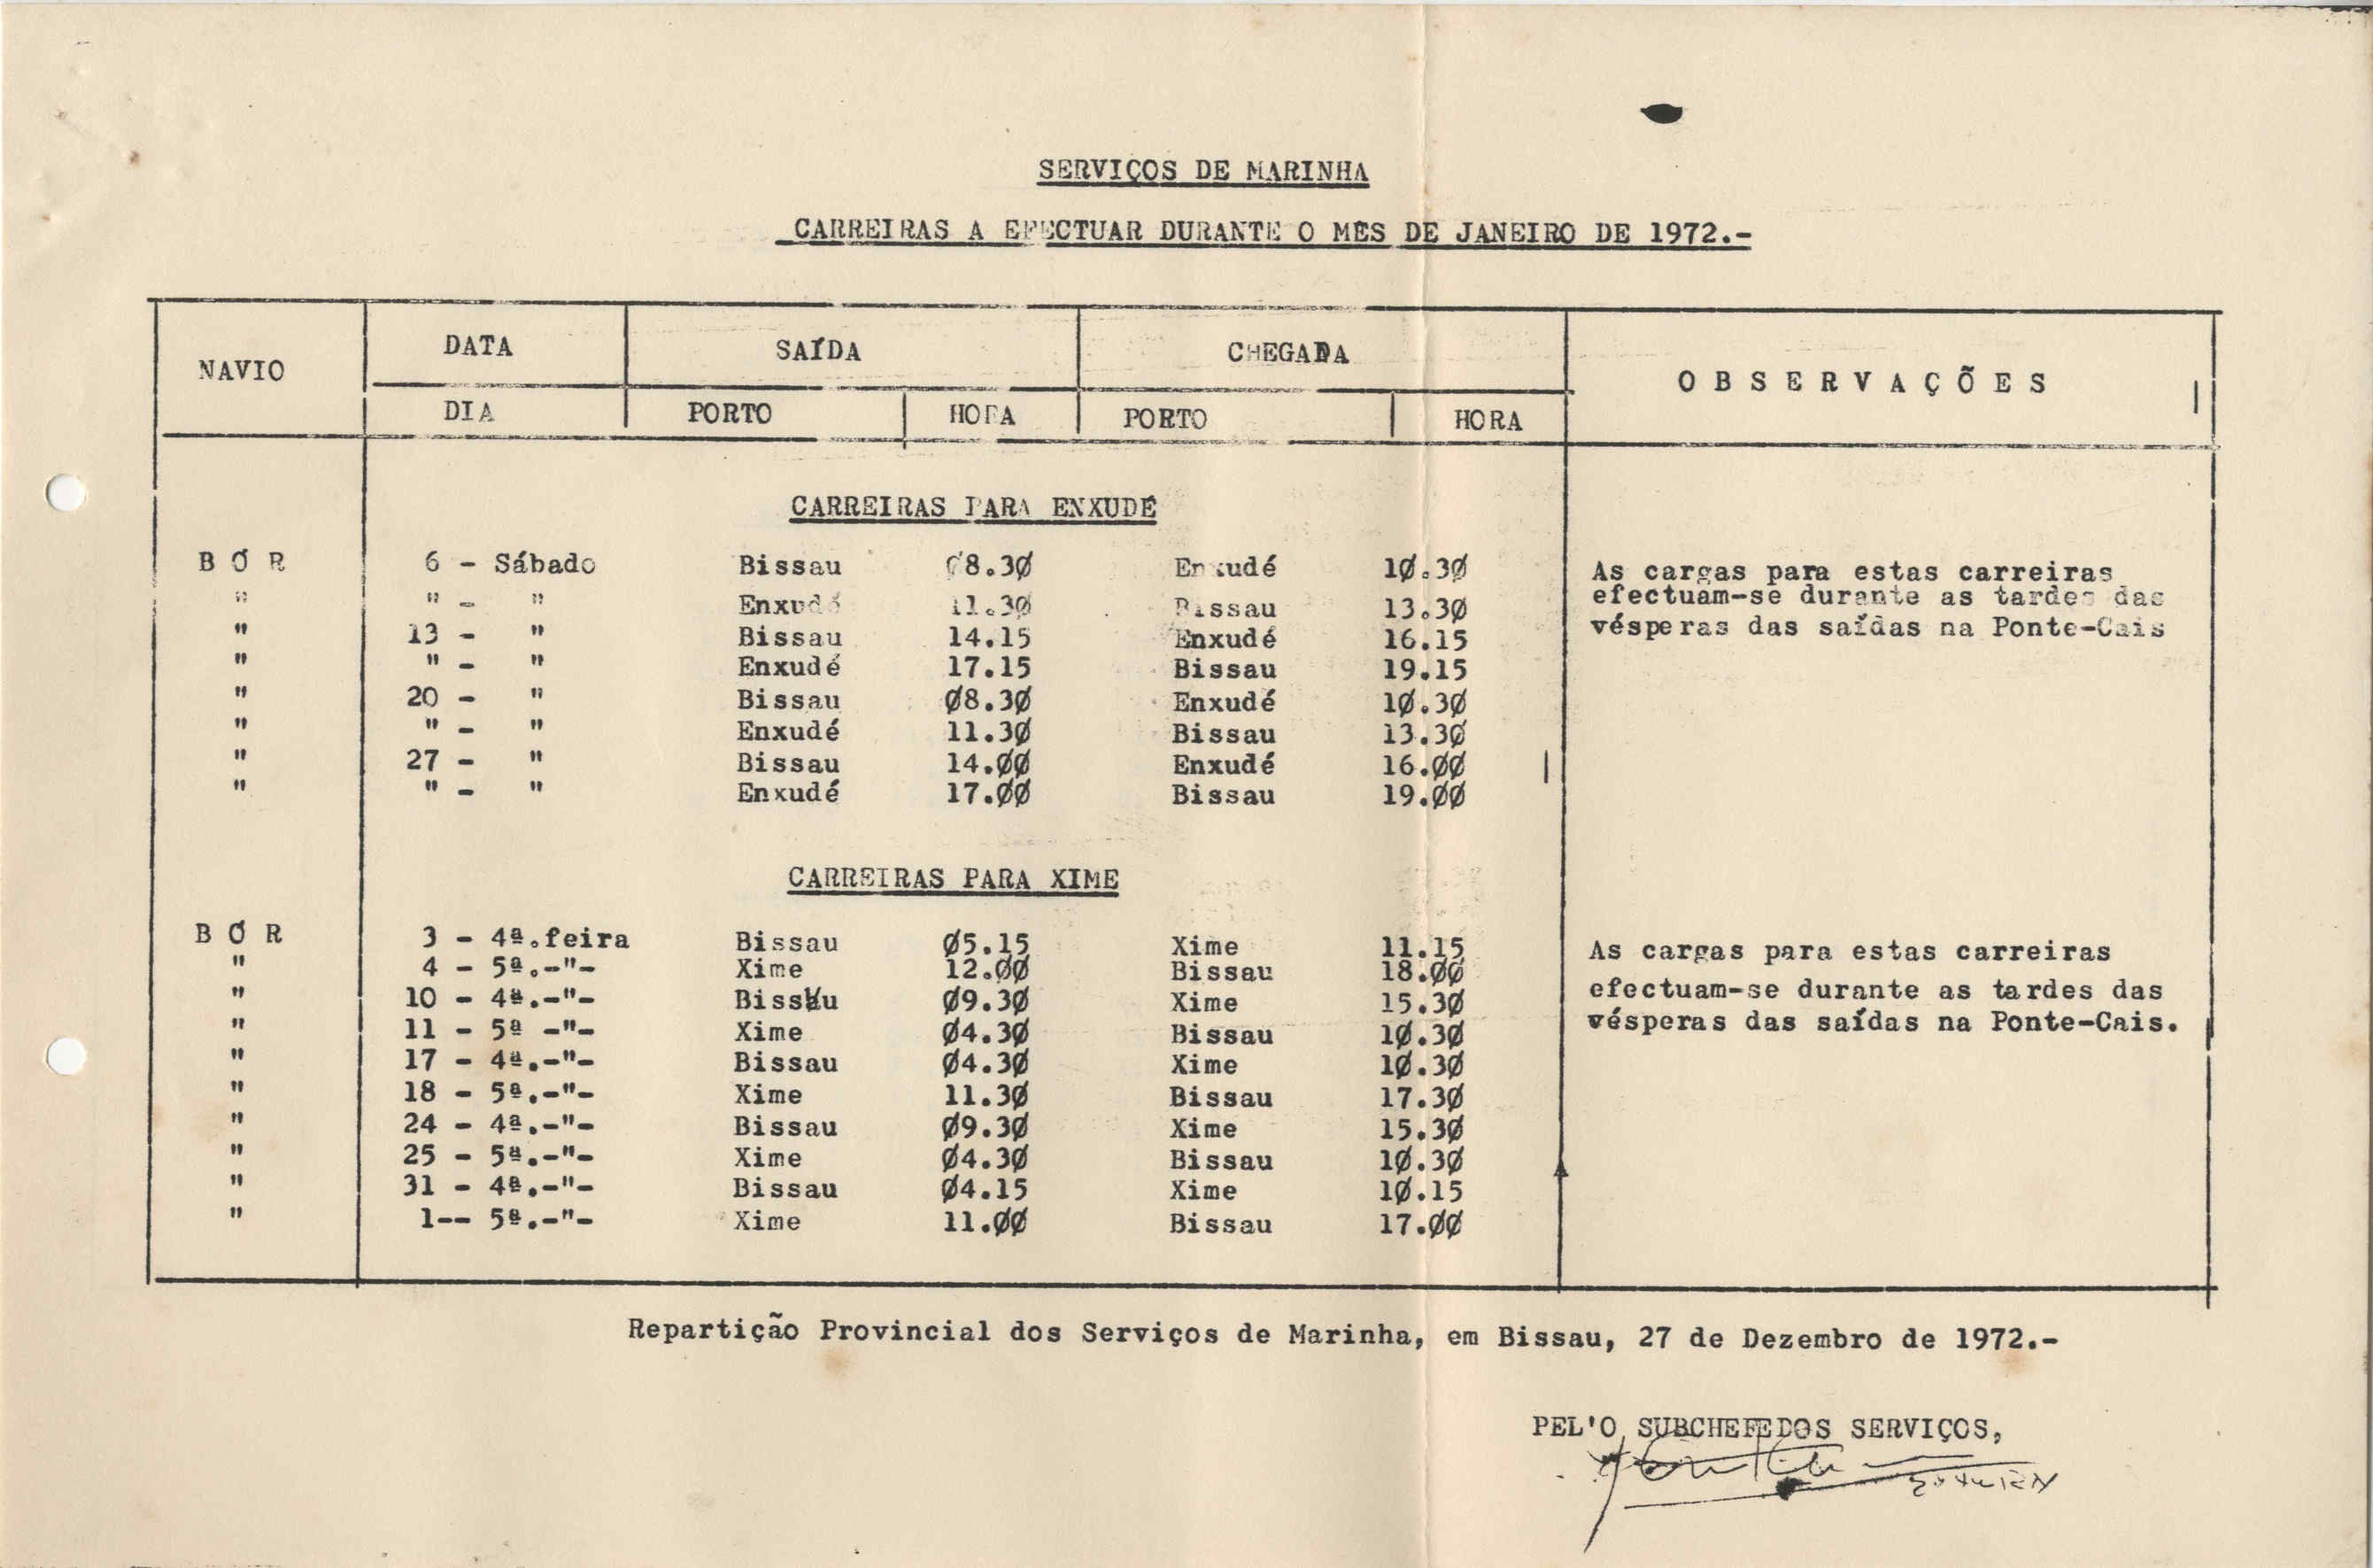 SERVIÇOS DE MARINHA
CARREIRAS A EFECTUAR DURANTE O MÊS DE JANEIRO DE 1972.-
NAVIO DATA SAÍDA CHEGADA OBSERVAÇÕES
DIA PORTO HORA PORTO HORA
CARREIRAS PARA ENXUDÉ
BÓR 6 - Sábado Bissau Ø8.3Ø Enxudé 1Ø.3Ø As cargas para estas carreiras
" " - " Enxudé 11.3Ø Bissau 13.3Ø efectuam-se durante as tardes das
" 13 - " Bissau 14.15 Enxudé 16.15 vésperas das saídas na Ponte-Cais
" " - " Enxudé 17.15 Bissau 19.15
" 20 - " Bissau Ø8.3Ø Enxudé 1Ø.3Ø
" " - " Enxudé 11.3Ø Bissau 13.3Ø
" 27 - " Bissau 14.ØØ Enxudé 16.ØØ
" " - " Enxudé 17.ØØ Bissau 19.ØØ
CARREIRAS PARA XIME
BÓR 3 - 4ª.feira Bissau Ø5.15 Xime 11.15 As cargas para estas carreiras
" 4 - 5ª.-"- Xime 12.ØØ Bissau 18.ØØ
" 10 - 4ª.-"- Bissau Ø9.3Ø Xime 15.3Ø efectuam-se durante as tardes das
" 11 - 5ª -"- Xime Ø4.3Ø Bissau 1Ø.3Ø vésperas das saídas na Ponte-Cais.
" 17 - 4ª.-"- Bissau Ø4.3Ø Xime 1Ø.3Ø
" 18 - 5ª.-"- Xime 11.3Ø Bissau 17.3Ø
" 24 - 4ª.-"- Bissau Ø9.3Ø Xime 15.3Ø
" 25 - 5ª.-"- Xime Ø4.3Ø Bissau 1Ø.3Ø
" 31 - 4ª.-"- Bissau Ø4.15 Xime 1Ø.15
" 1-- 5ª.-"- Xime 11.ØØ Bissau 17.ØØ
Repartição Provincial dos Serviços de Marinha, em Bissau, 27 de Dezembro de 1972.-
PEL'O SUBCHEFEDOS SERVIÇOS,